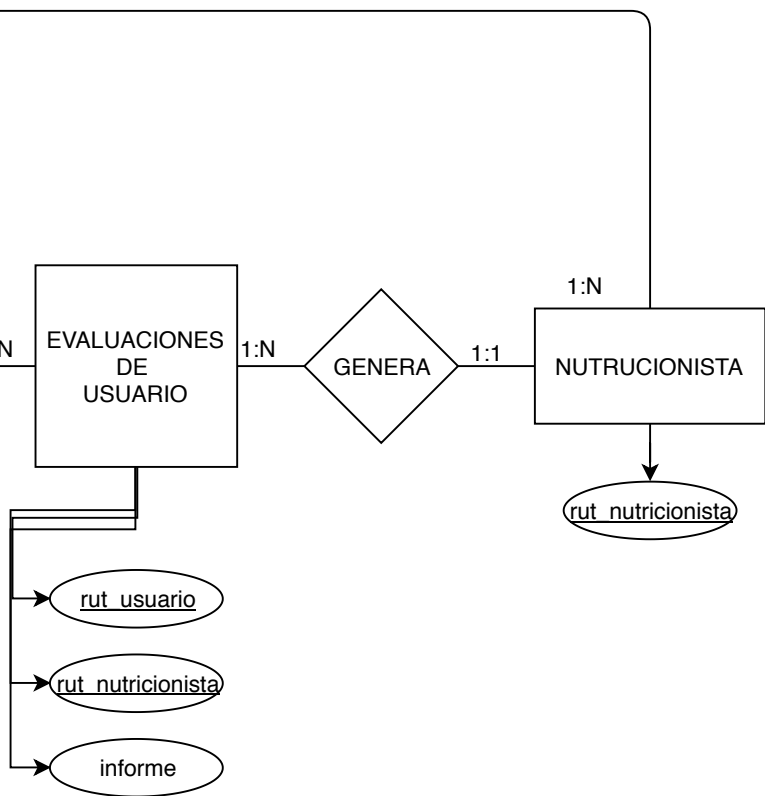 1:N
N
EVALUACIONES
DE
USUARIO
1:N
GENERA
1:1
NUTRUCIONISTA
rut_nutricionista
rut_usuario
rut_nutricionista
informe